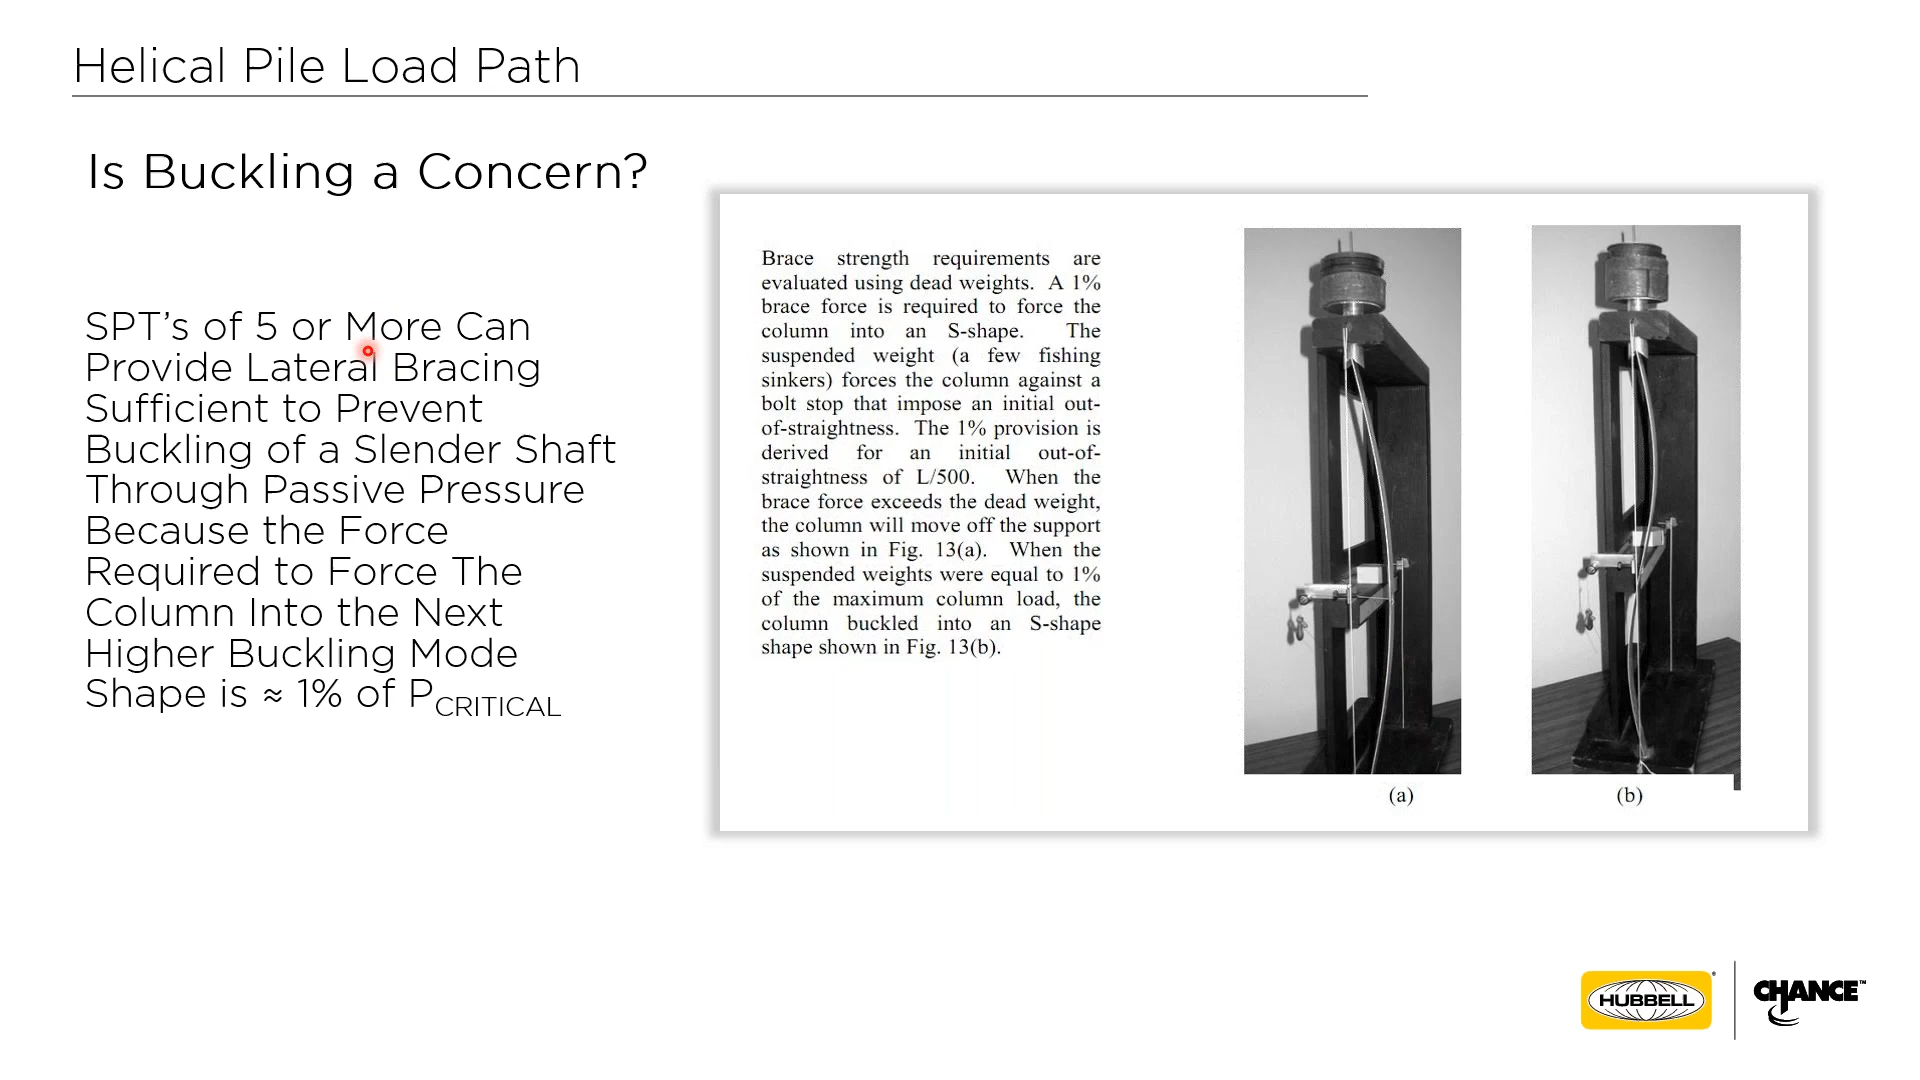 Helical Pile Load Path
Is Buckling a Concern?
SPT’s of 5 or More Can
Provide Lateral Bracing
Sufficient to Prevent
Buckling of a Slender Shaft
Through Passive Pressure
Because the Force
Required to Force The
Column Into the Next
Higher Buckling Mode
Shape is ≈ 1% of PCRITICAL
Brace strength requirements are
evaluated using dead weights. A 1%
brace force is required to force the
column into an S-shape. The
suspended weight (a few fishing
sinkers) forces the column against a
bolt stop that impose an initial out-
of-straightness. The 1% provision is
derived for an initial out-of-
straightness of L/500. When the
brace force exceeds the dead weight,
the column will move off the support
as shown in Fig. 13(a). When the
suspended weights were equal to 1%
of the maximum column load, the
column buckled into an S-shape
shape shown in Fig. 13(b).
(a)
(b)
HUBBELL
CHANCE™